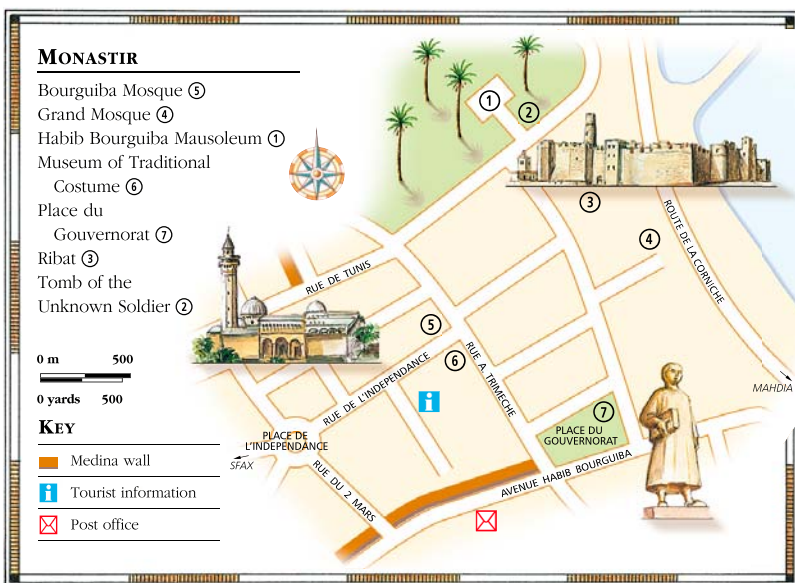 MONASTIR
Bourguiba Mosque ⑤
Grand Mosque ④
Habib Bourguiba Mausoleum ①
Museum of Traditional
Costume ⑥
Place du
Gouvernorat ⑦
Ribat ③
Tomb of the
Unknown Soldier ②
0 m 500
0 yards 500
KEY
Medina wall
i Tourist information
Post office
①
②
③
④
ROUTE DE LA CORNICHE
RUE DE TUNIS
⑤
⑥
RUE A. TRIMECHE
RUE DE L'INDEPENDANCE
i
MAHDIA
⑦
PLACE DU
GOUVERNORAT
PLACE DE
L'INDEPENDANCE
SFAX
RUE DU 2 MARS
AVENUE HABIB BOURGUIBA